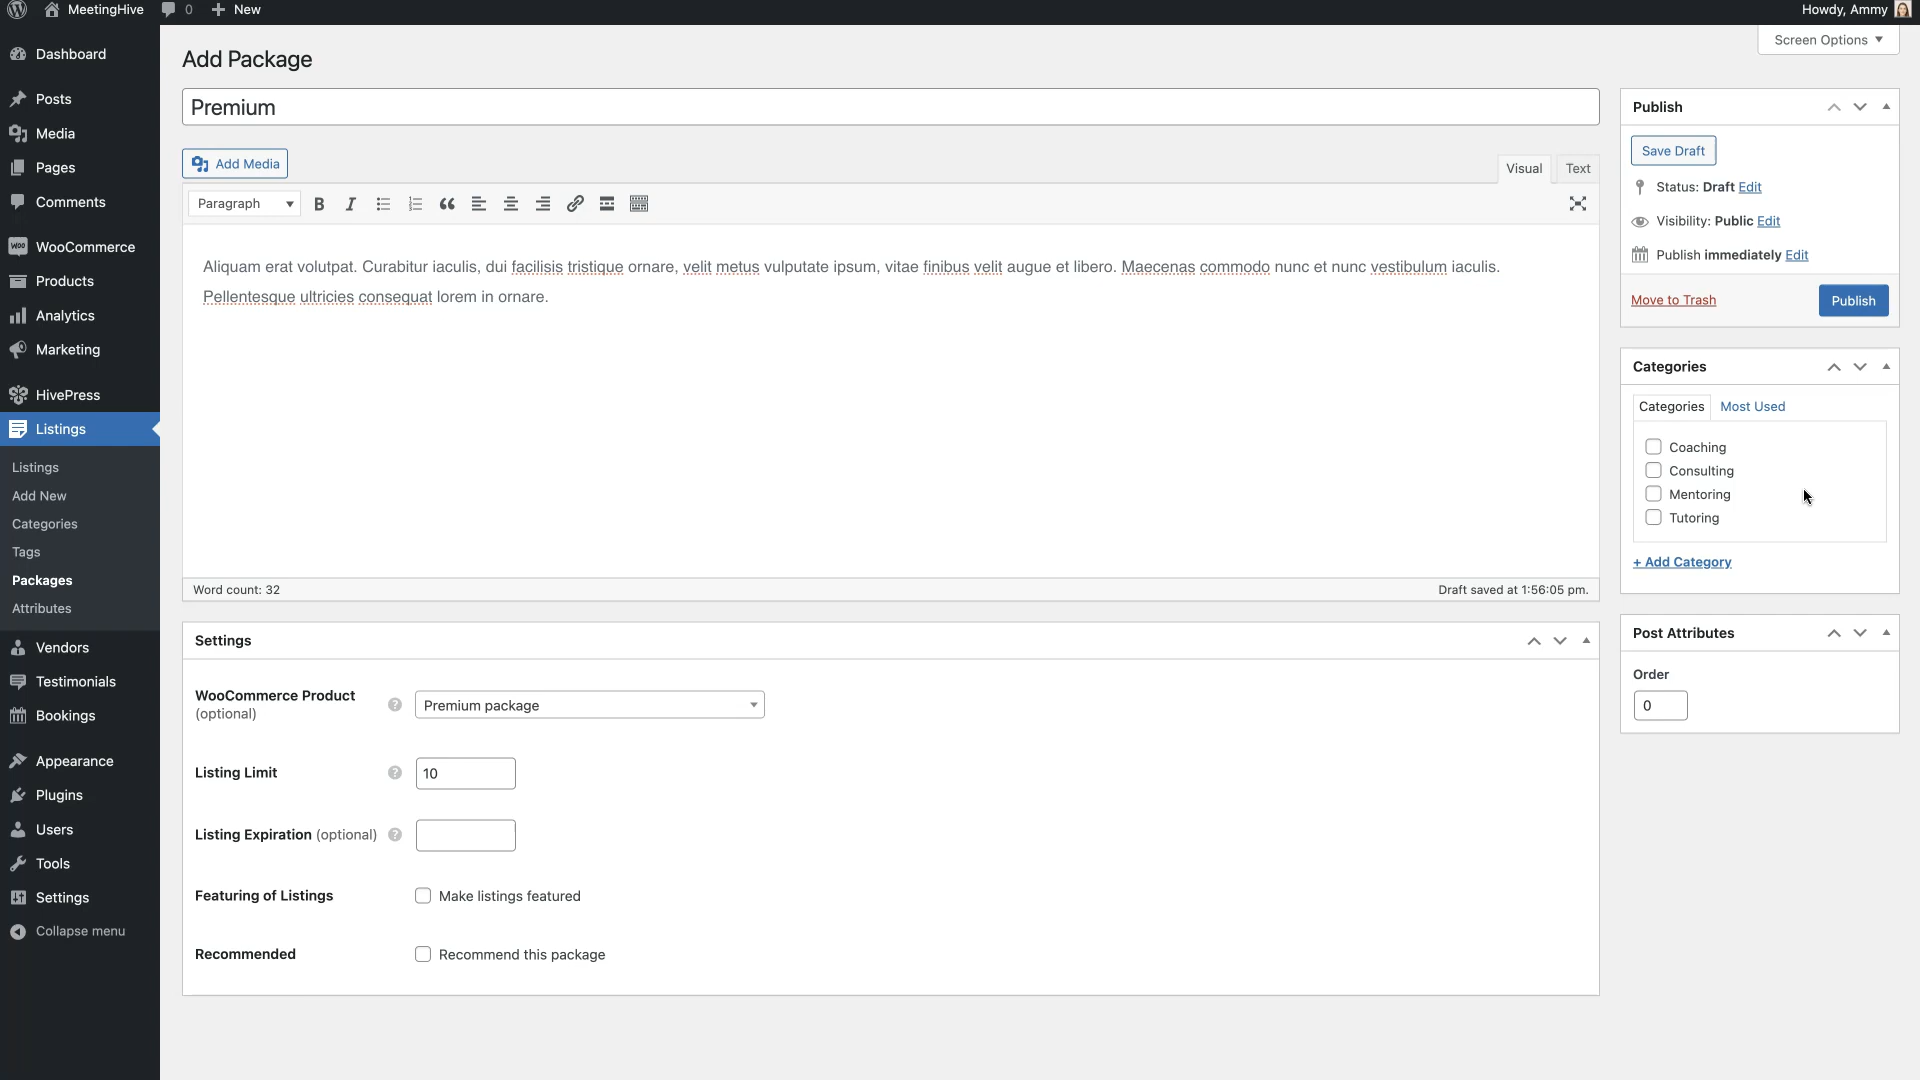 MeetingHive 0 New Howdy, Ammy
Screen Options
Dashboard
Posts
Media
Pages
Comments
WooCommerce
Products
Analytics
Marketing
HivePress
Listings
Listings
Add New
Categories
Tags
Packages
Attributes
Vendors
Testimonials
Bookings
Appearance
Plugins
Users
Tools
Settings
Collapse menu
Add Package
Premium
Add Media
Visual Text
Paragraph
Aliquam erat volutpat. Curabitur iaculis, dui facilisis tristique ornare, velit metus vulputate ipsum, vitae finibus velit augue et libero. Maecenas commodo nunc et nunc vestibulum iaculis.
Pellentesque ultricies consequat lorem in ornare.
Word count: 32 Draft saved at 1:56:05 pm.
Settings
WooCommerce Product
(optional)
Premium package
Listing Limit 10
Listing Expiration (optional)
Featuring of Listings Make listings featured
Recommended Recommend this package
Publish
Save Draft
Status: Draft Edit
Visibility: Public Edit
Publish immediately Edit
Move to Trash Publish
Categories
Categories Most Used
Coaching
Consulting
Mentoring
Tutoring
+ Add Category
Post Attributes
Order
0